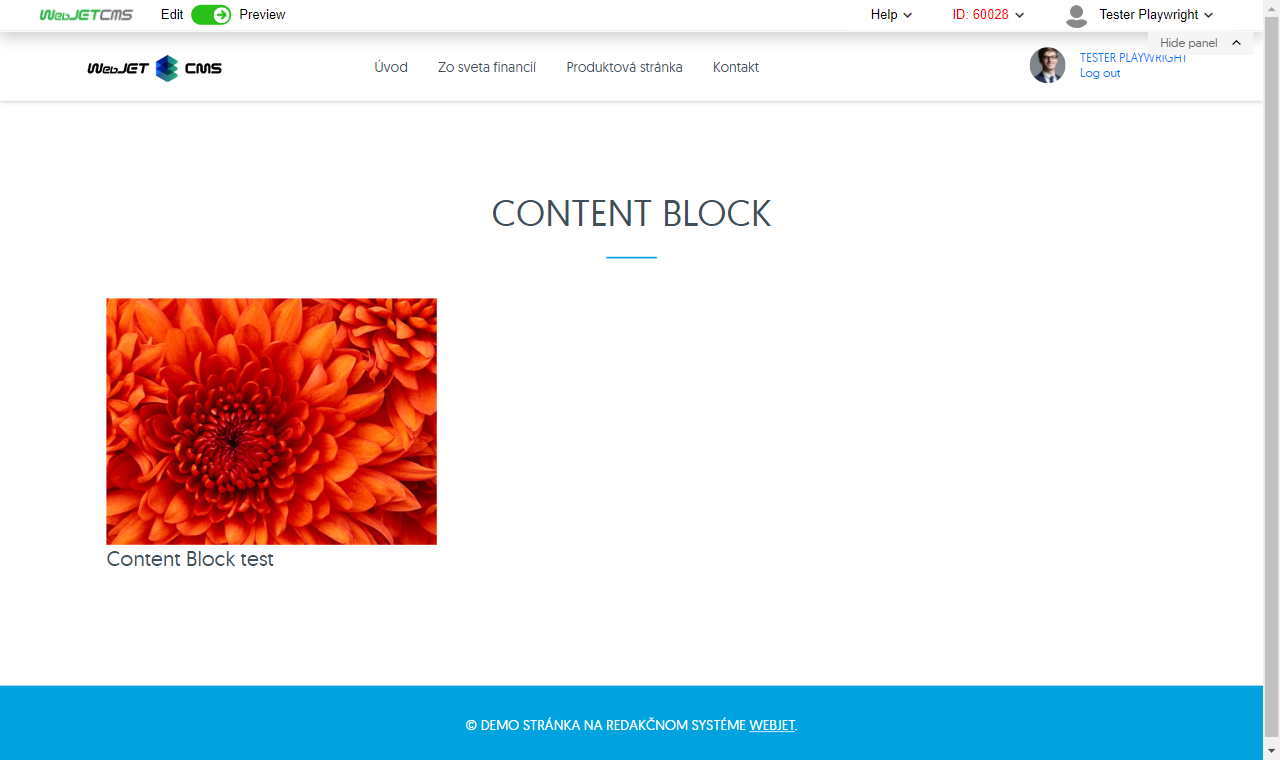 WebJETCMS Edit Preview Help ID: 60028 Tester Playwright
Hide panel
WebJET CMS Úvod Zo sveta financií Produktová stránka Kontakt TESTER PLAYWRIGHT
Log out
CONTENT BLOCK
Content Block test
© DEMO STRÁNKA NA REDAKČNOM SYSTÉME WEBJET.